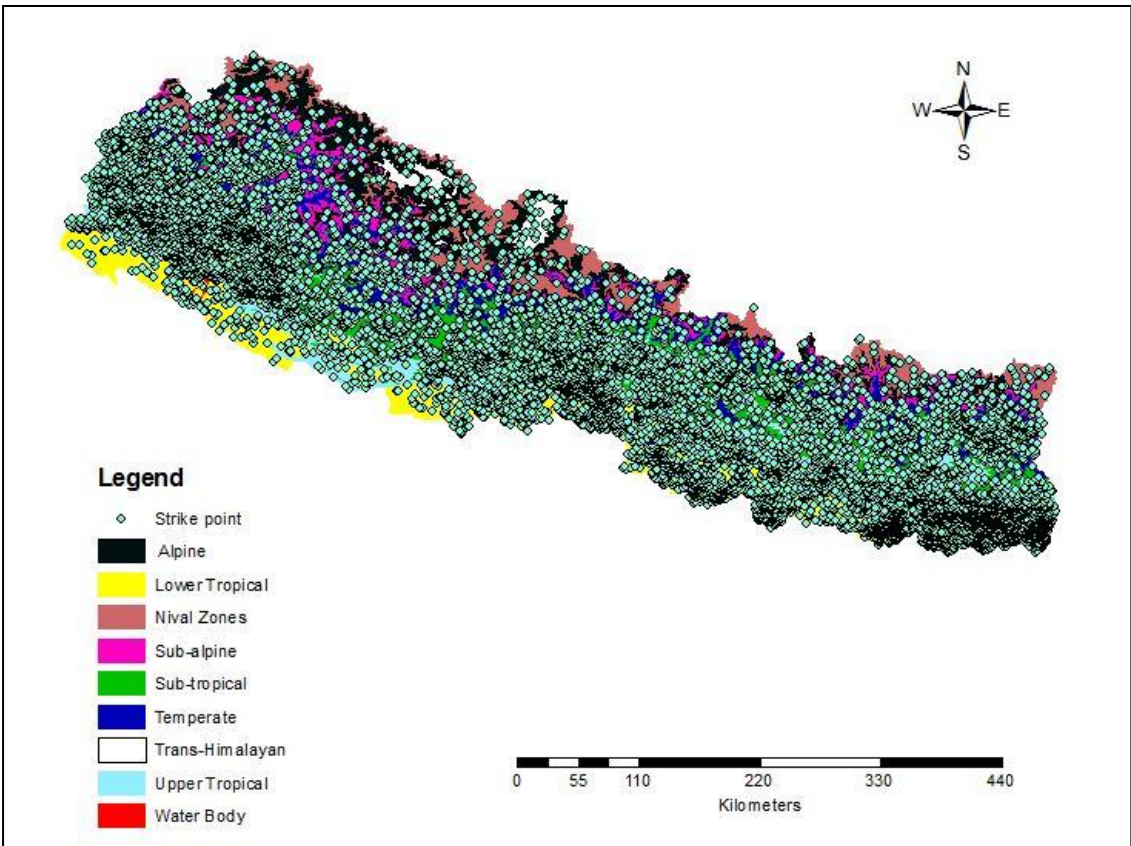 N
W E
S
Legend
Strike point
Alpine
Lower Tropical
Nival Zones
Sub-alpine
Sub-tropical
Temperate
Trans-Himalayan
Upper Tropical
Water Body
0 55 110 220 330 440
Kilometers